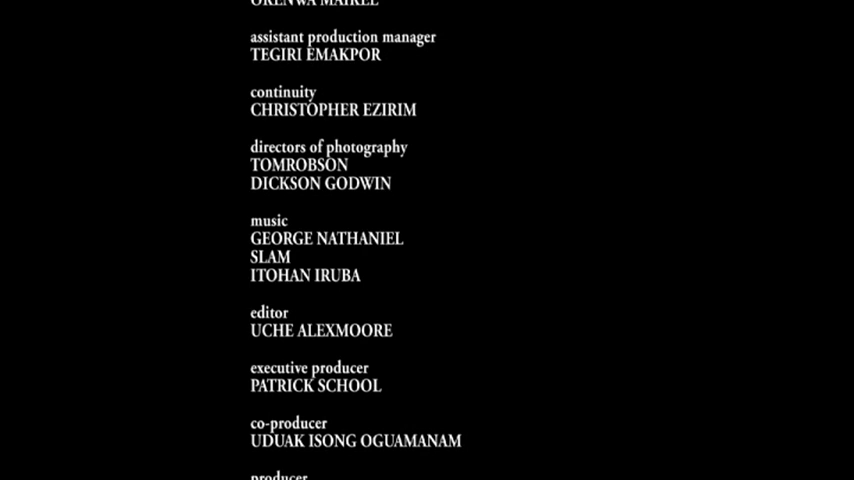 assistant production manager
TEGIRI EMAKPOR
continuity
CHRISTOPHER EZIRIM
directors of photography
TOMROBSON
DICKSON GODWIN
music
GEORGE NATHANIEL
SLAM
ITOHAN IRUBA
editor
UCHE ALEXMOORE
executive producer
PATRICK SCHOOL
co-producer
UDUAK ISONG OGUAMANAM
producer